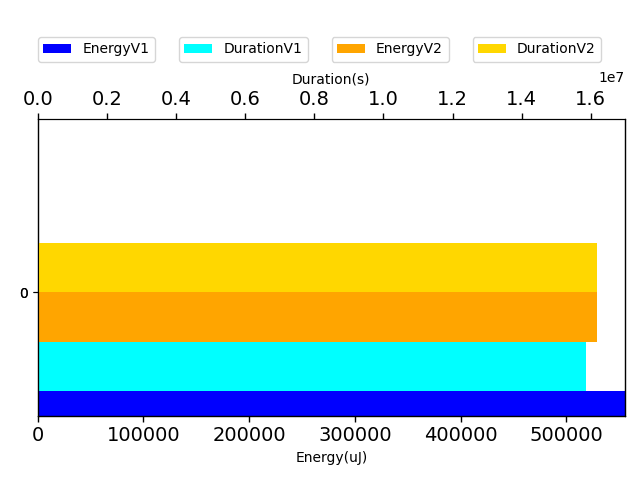 EnergyV1 DurationV1 EnergyV2 DurationV2
Duration(s)
1e7
0.0 0.2 0.4 0.6 0.8 1.0 1.2 1.4 1.6
0
0 100000 200000 300000 400000 500000
Energy(uJ)